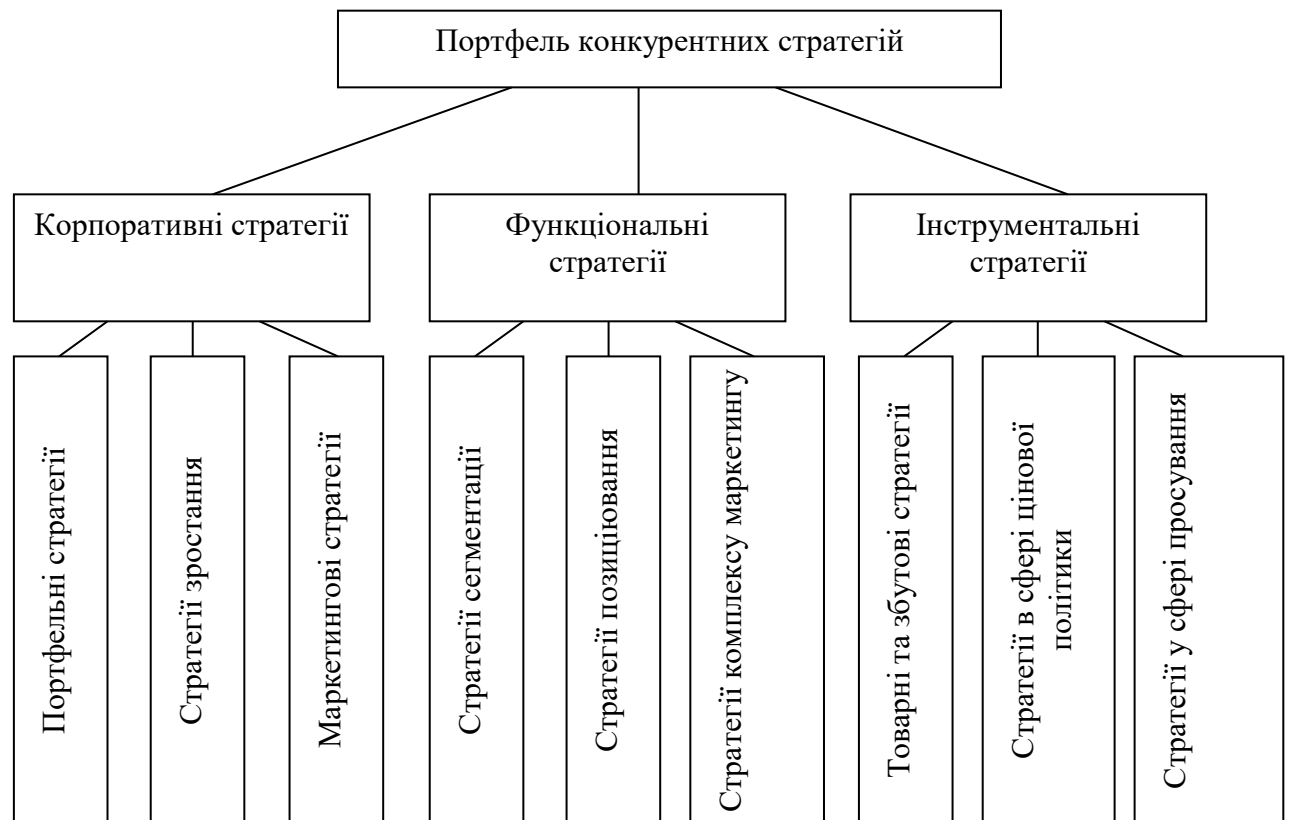 Портфель конкурентних стратегій
Корпоративні стратегії
Функціональні
стратегії
Інструментальні
стратегії
Портфельні стратегії
Стратегії зростання
Маркетингові стратегії
Стратегії сегментації
Стратегії позиціювання
Стратегії комплексу маркетингу
Товарні та збутові стратегії
Стратегії в сфері цінової
політики
Стратегії у сфері просування